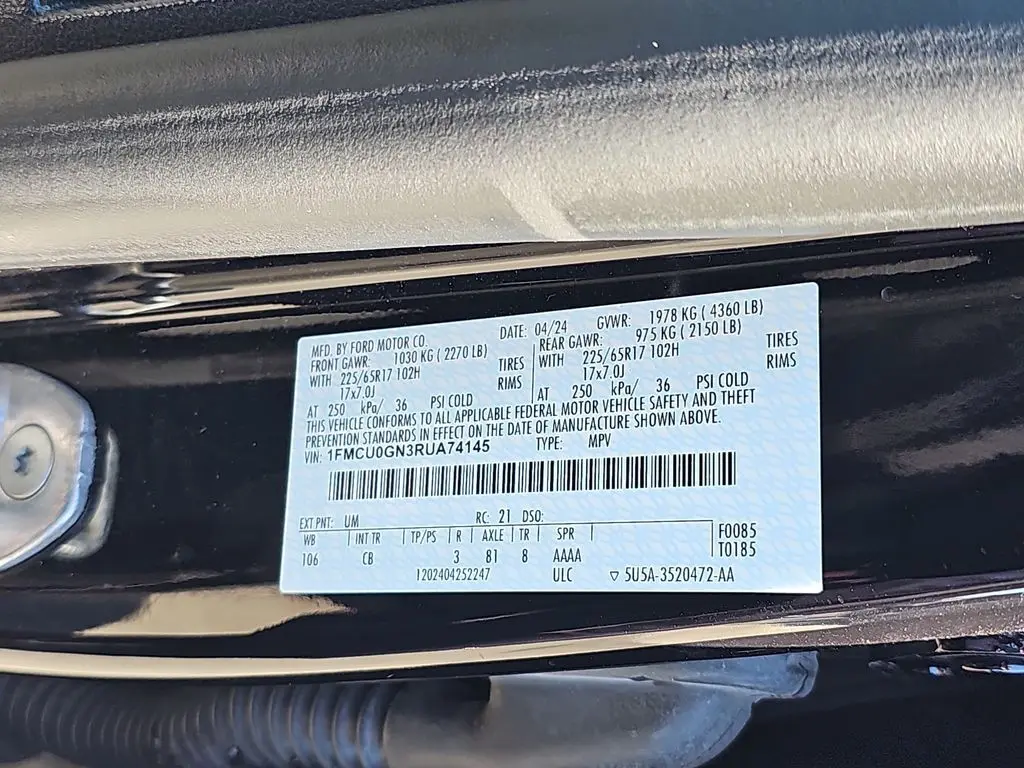 MFD. BY FORD MOTOR CO. DATE: 04/24 GVWR: 1978 KG ( 4360 LB)
FRONT GAWR: 1030 KG ( 2270 LB) REAR GAWR: 975 KG ( 2150 LB)
WITH 225/65R17 102H TIRES WITH 225/65R17 102H TIRES
17x7.0J RIMS 17x7.0J RIMS
AT 250 kPa/ 36 PSI COLD AT 250 kPa/ 36 PSI COLD
THIS VEHICLE CONFORMS TO ALL APPLICABLE FEDERAL MOTOR VEHICLE SAFETY AND THEFT
PREVENTION STANDARDS IN EFFECT ON THE DATE OF MANUFACTURE SHOWN ABOVE.
VIN: 1FMCU0GN3RUA74145 TYPE: MPV
EXT PNT: UM RC: 21 DSO:
WB INT TR TP/PS R AXLE TR SPR F0085
106 CB 3 81 8 AAAA T0185
1202404252247 ULC ▽ 5U5A-3520472-AA